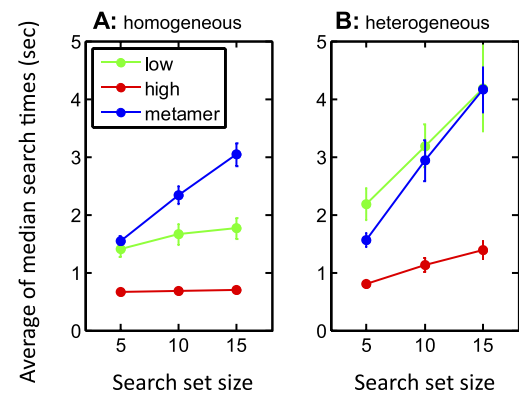 A: homogeneous
B: heterogeneous
Average of median search times (sec)
5
4
3
2
1
0
low
high
metamer
5 10 15
Search set size
5
4
3
2
1
0
5 10 15
Search set size